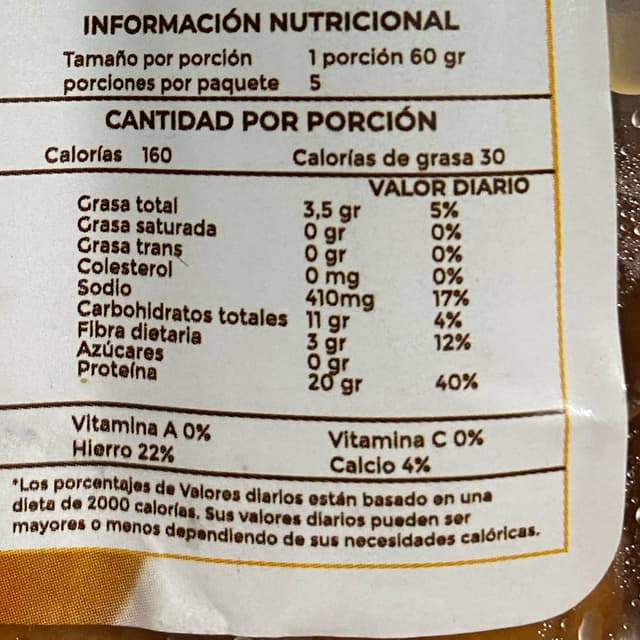 INFORMACIÓN NUTRICIONAL
Tamaño por porción 1 porción 60 gr
porciones por paquete 5
CANTIDAD POR PORCIÓN
Calorías 160 Calorías de grasa 30
VALOR DIARIO
Grasa total 3,5 gr 5%
Grasa saturada 0 gr 0%
Grasa trans 0 gr 0%
Colesterol 0 mg 0%
Sodio 410mg 17%
Carbohidratos totales 11 gr 4%
Fibra dietaria 3 gr 12%
Azúcares 0 gr
Proteína 20 gr 40%
Vitamina A 0% Vitamina C 0%
Hierro 22% Calcio 4%
*Los porcentajes de Valores diarios están basado en una
dieta de 2000 calorías. Sus valores diarios pueden ser
mayores o menos dependiendo de sus necesidades calóricas.